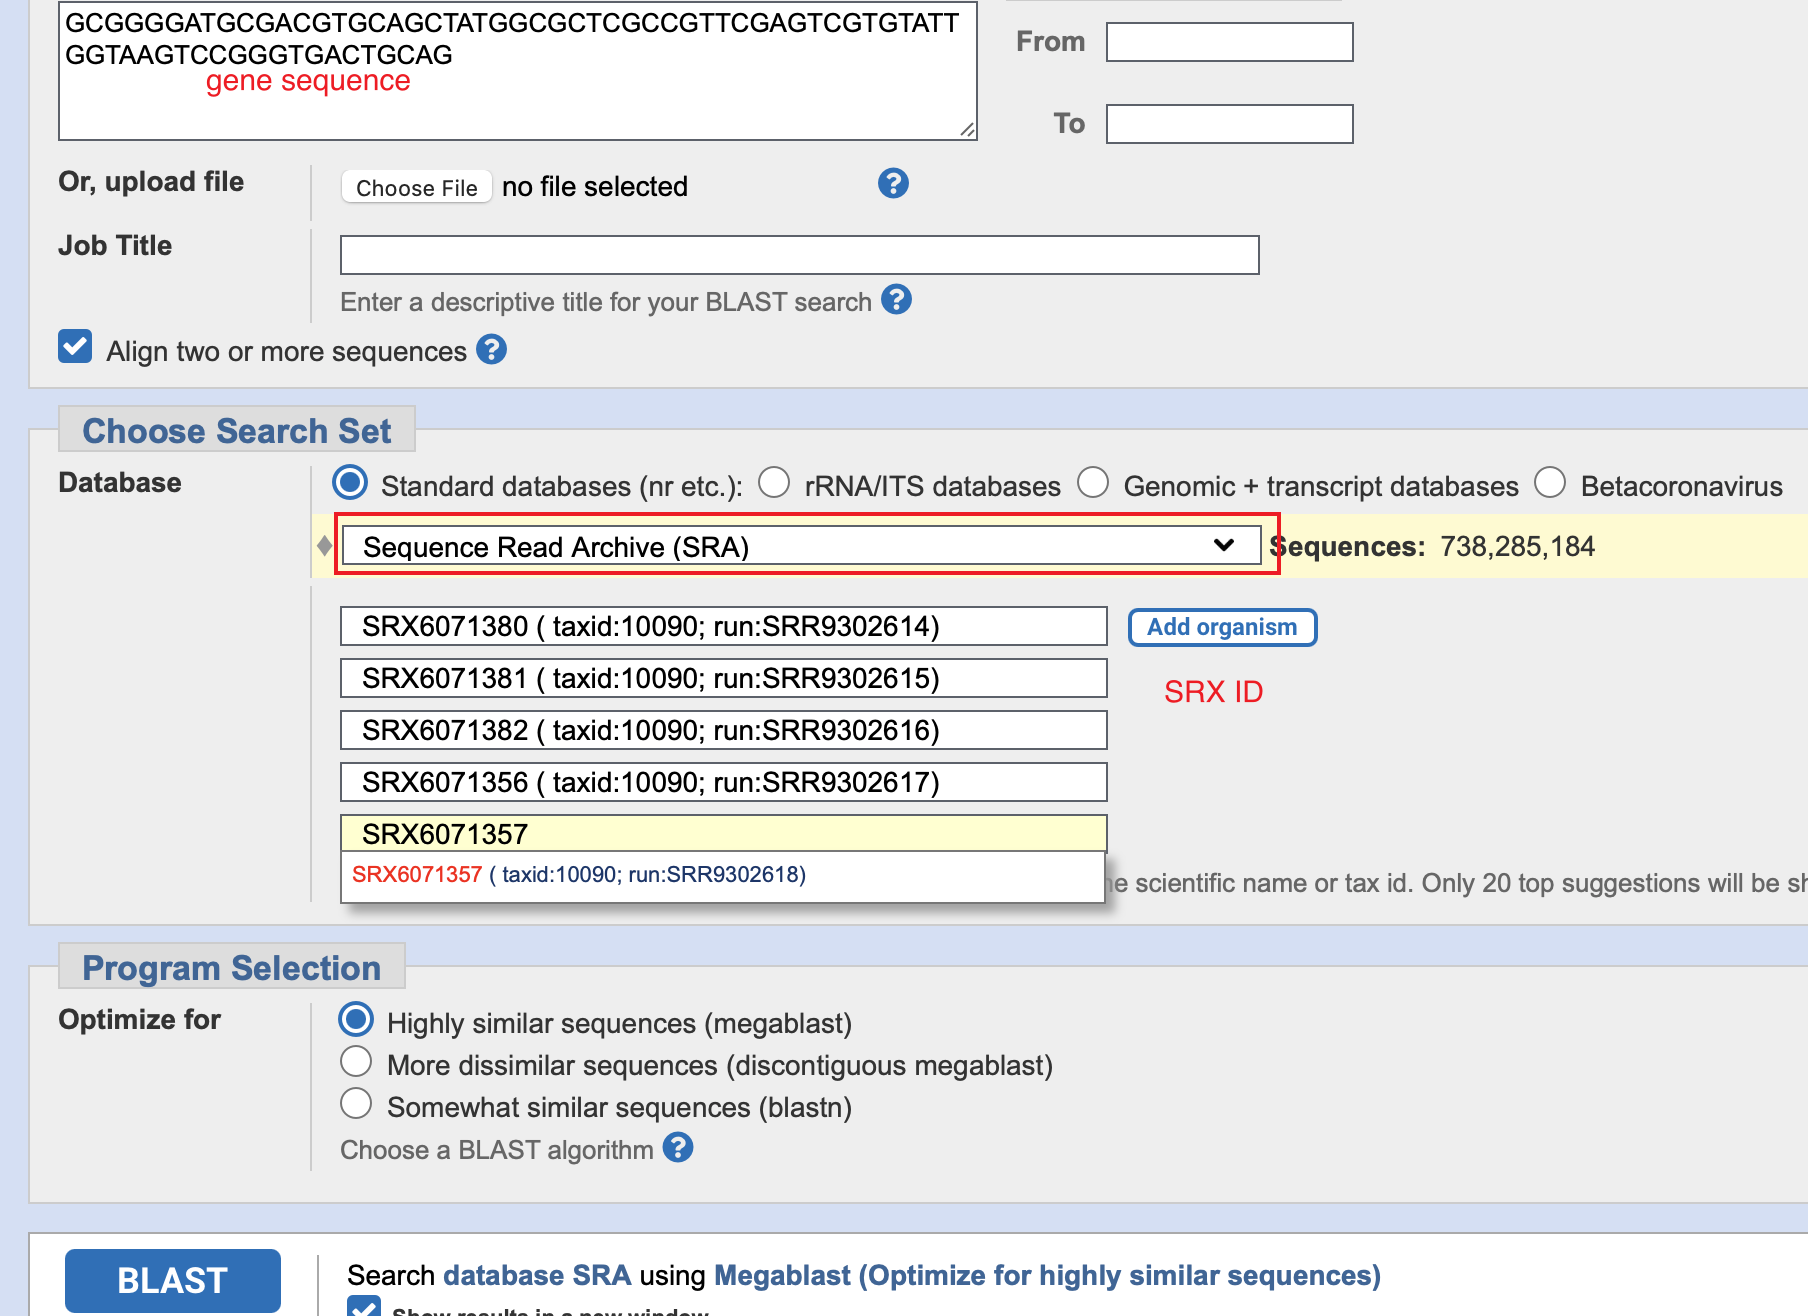 GCGGGGATGCGACGTGCAGCTATGGCGCTCGCCGTTCGAGTCGTGTATT
GGTAAGTCCGGGTGACTGCAG
gene sequence
From
To
Or, upload file
Choose File no file selected
Job Title
Enter a descriptive title for your BLAST search
Align two or more sequences
Choose Search Set
Database
Standard databases (nr etc.): rRNA/ITS databases Genomic + transcript databases Betacoronavirus
Sequence Read Archive (SRA) Sequences: 738,285,184
SRX6071380 ( taxid:10090; run:SRR9302614) Add organism
SRX6071381 ( taxid:10090; run:SRR9302615)
SRX ID
SRX6071382 ( taxid:10090; run:SRR9302616)
SRX6071356 ( taxid:10090; run:SRR9302617)
SRX6071357
SRX6071357 ( taxid:10090; run:SRR9302618)
scientific name or tax id. Only 20 top suggestions will be
Program Selection
Optimize for
Highly similar sequences (megablast)
More dissimilar sequences (discontiguous megablast)
Somewhat similar sequences (blastn)
Choose a BLAST algorithm
BLAST
Search database SRA using Megablast (Optimize for highly similar sequences)
Show results in a new window